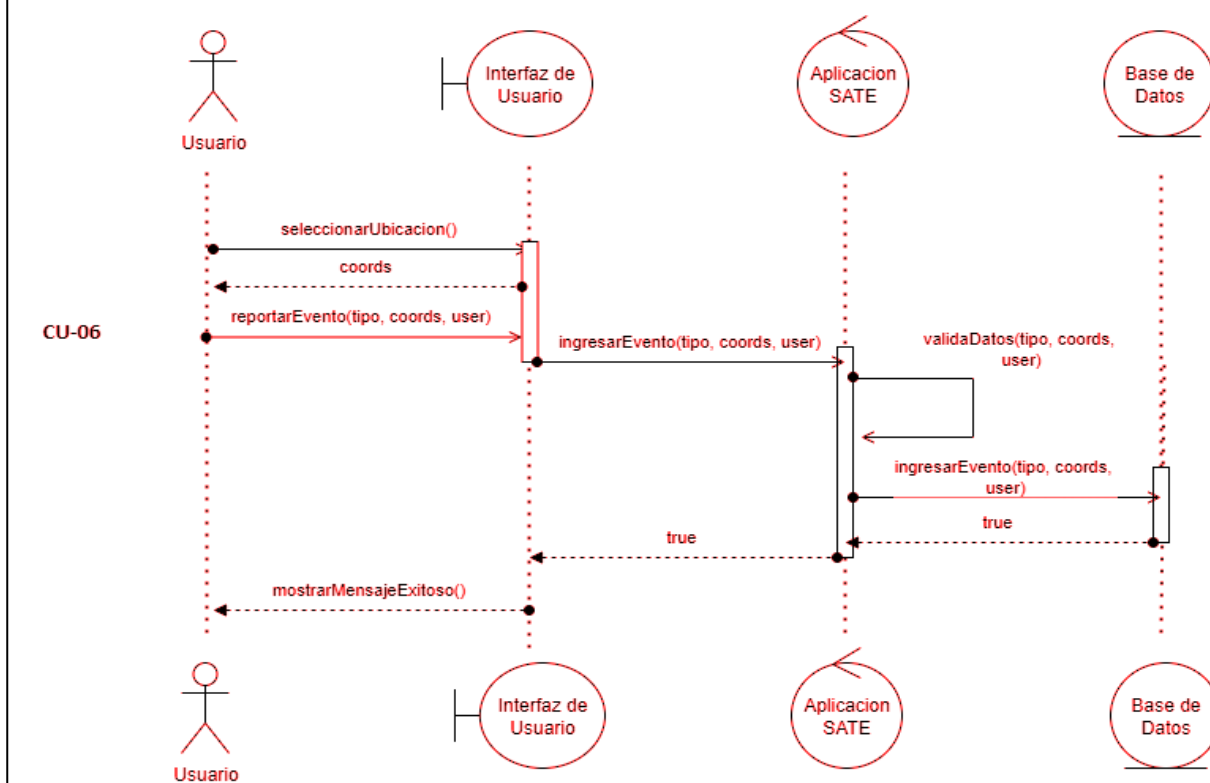 Usuario
Interfaz de
Usuario
Aplicacion
SATE
Base de
Datos
seleccionarUbicacion()
coords
CU-06
reportarEvento(tipo, coords, user)
ingresarEvento(tipo, coords, user)
validaDatos(tipo, coords,
user)
ingresarEvento(tipo, coords,
user)
true
true
mostrarMensajeExitoso()
Usuario
Interfaz de
Usuario
Aplicacion
SATE
Base de
Datos